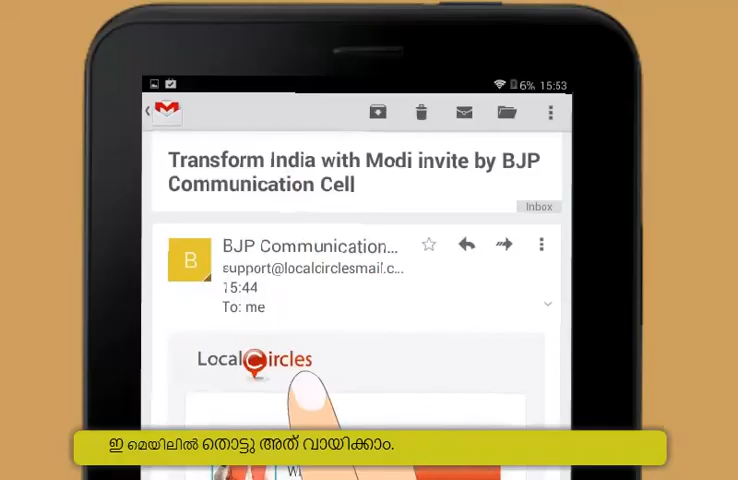 6% 15:53
Transform India with Modi invite by BJP
Communication Cell
Inbox
B
BJP Communication...
support@localcirclesmail.c...
15:44
To: me
LocalCircles
ഇ മെയിലിൽ തൊട്ടു അത് വായിക്കാം.